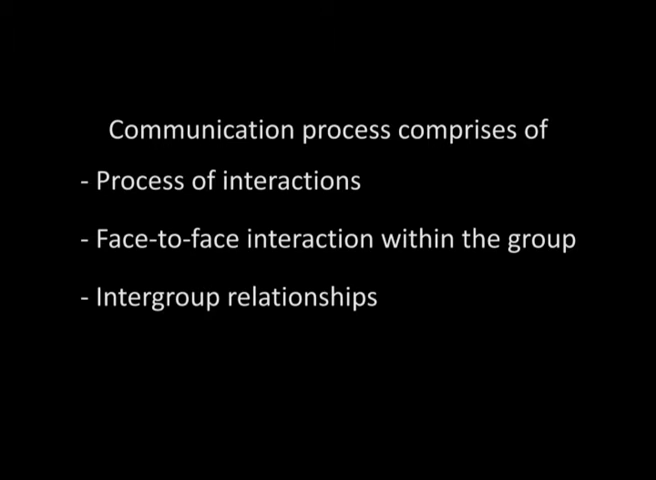 Communication process comprises of
- Process of interactions
- Face-to-face interaction within the group
- Intergroup relationships